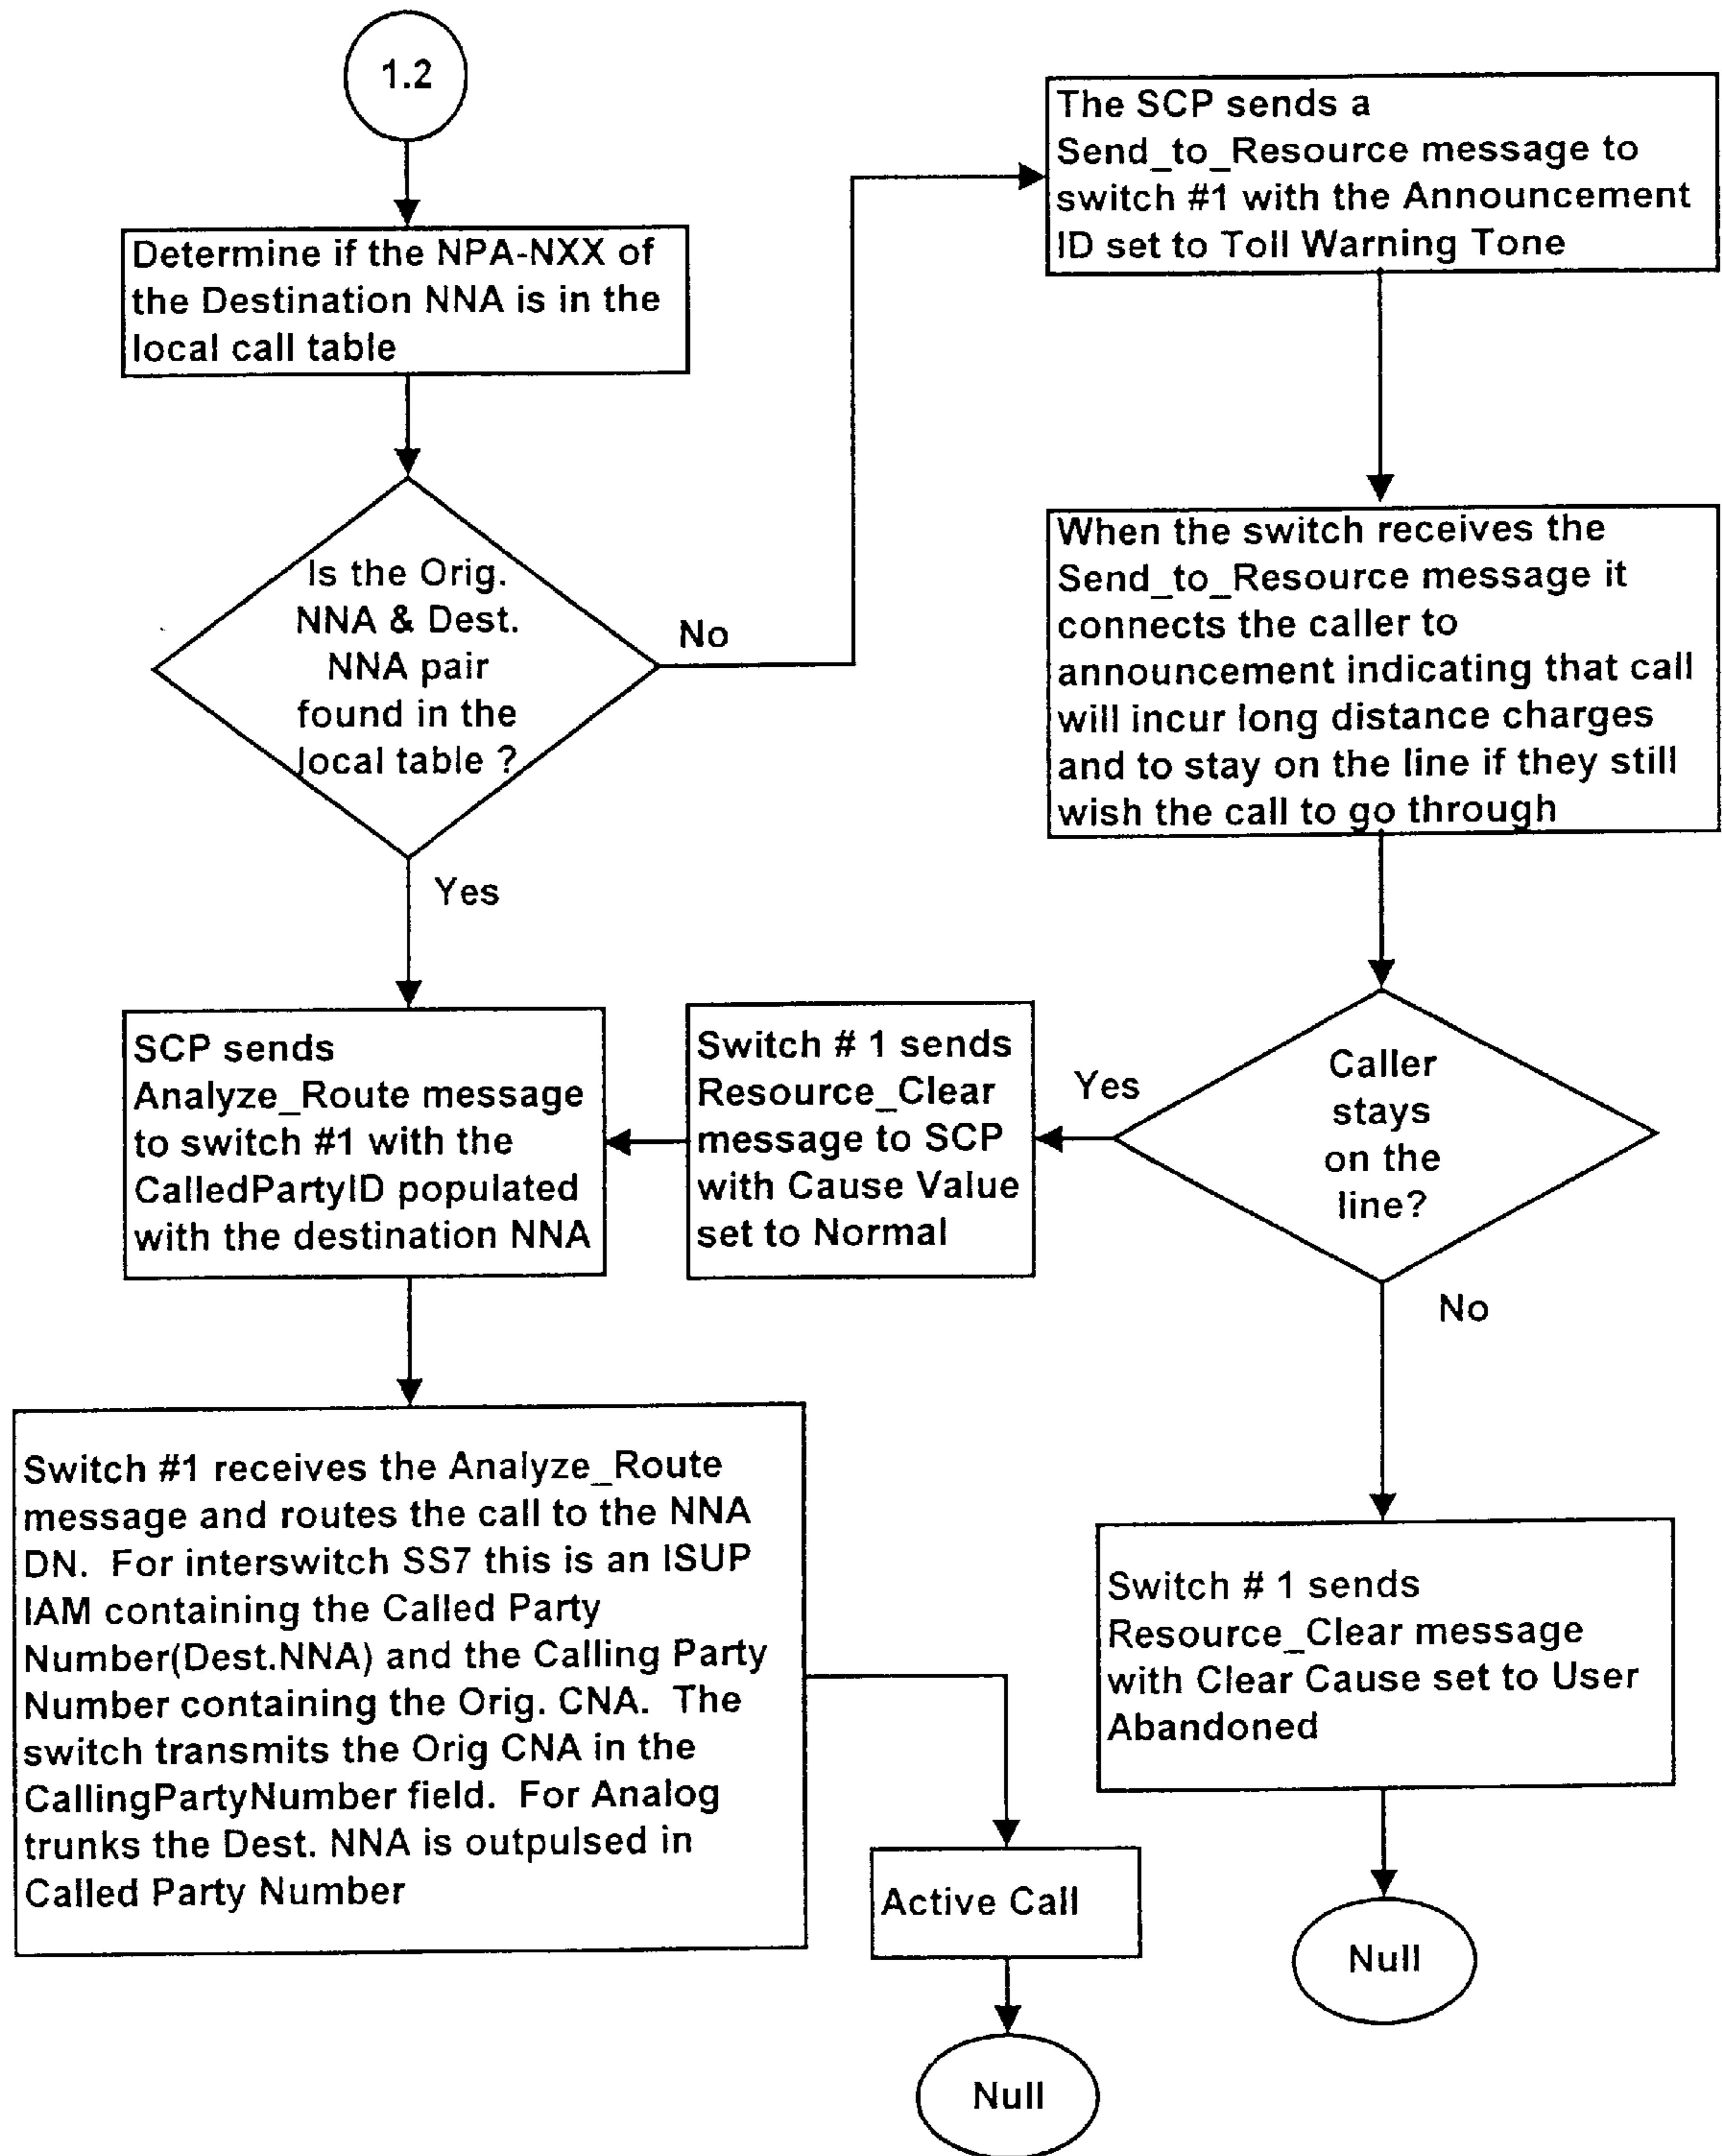 1.2
Determine if the NPA-NXX of
the Destination NNA is in the
local call table
Is the Orig.
NNA & Dest.
NNA pair
found in the
local table ?
No
Yes
The SCP sends a
Send_to_Resource message to
switch #1 with the Announcement
ID set to Toll Warning Tone
When the switch receives the
Send_to_Resource message it
connects the caller to
announcement indicating that call
will incur long distance charges
and to stay on the line if they still
wish the call to go through
Caller
stays
on the
line?
Yes
No
Switch # 1 sends
Resource_Clear
message to SCP
with Cause Value
set to Normal
SCP sends
Analyze_Route message
to switch #1 with the
CalledPartyID populated
with the destination NNA
Switch #1 receives the Analyze_Route
message and routes the call to the NNA
DN. For interswitch SS7 this is an ISUP
IAM containing the Called Party
Number(Dest.NNA) and the Calling Party
Number containing the Orig. CNA. The
switch transmits the Orig CNA in the
CallingPartyNumber field. For Analog
trunks the Dest. NNA is outpulsed in
Called Party Number
Active Call
Null
Switch # 1 sends
Resource_Clear message
with Clear Cause set to User
Abandoned
Null